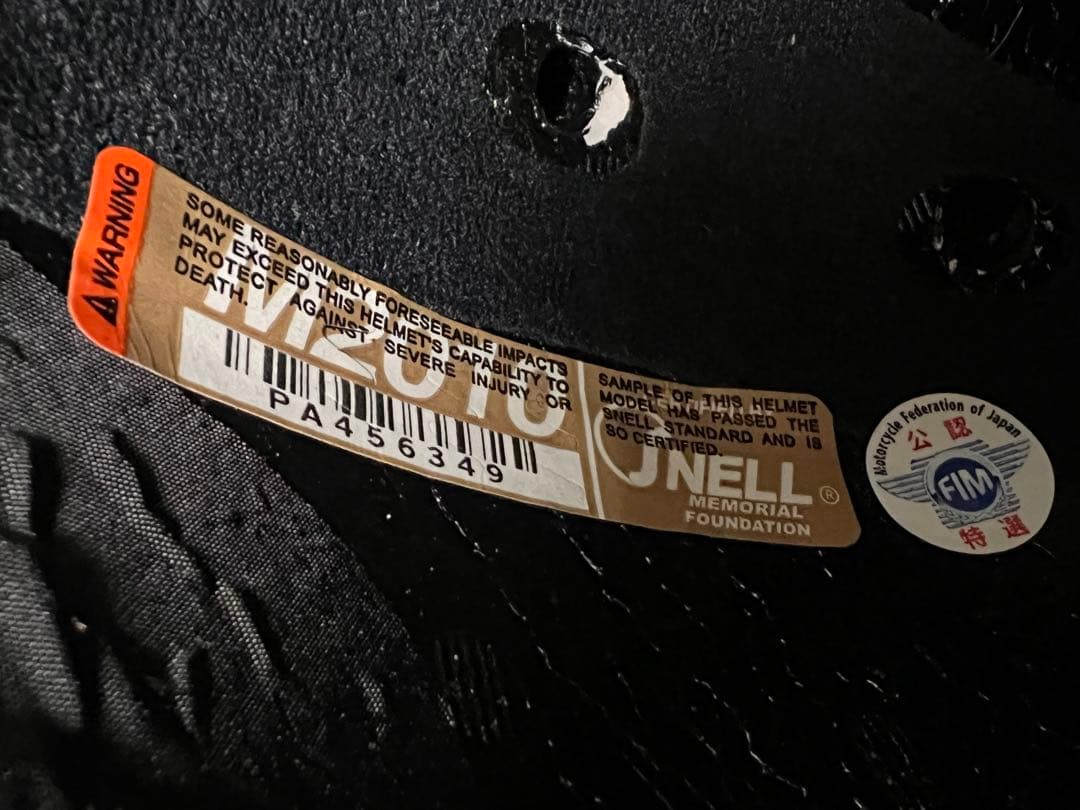 WARNING
SOME REASONABLY FORESEEABLE IMPACTS
MAY EXCEED THIS HELMET'S CAPABILITY TO
PROTECT AGAINST SEVERE INJURY OR
DEATH.
M2010
PA456349
SAMPLE OF THIS HELMET
MODEL HAS PASSED THE
SNELL STANDARD AND IS
SO CERTIFIED.
SNELL ®
MEMORIAL
FOUNDATION
Motorcycle Federation of Japan
公認
FIM
特選